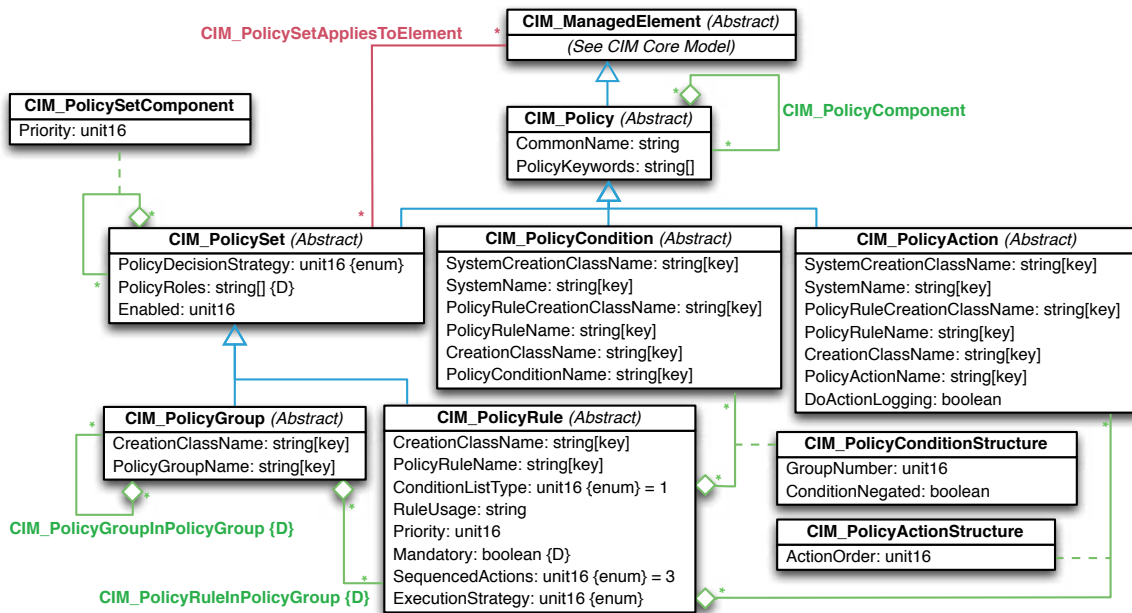 CIM_ManagedElement (Abstract)
(See CIM Core Model)
CIM_PolicySetAppliesToElement
*
*
CIM_PolicySetComponent
Priority: unit16
CIM_Policy (Abstract)
CommonName: string
PolicyKeywords: string[]
*
*
CIM_PolicyComponent
*
*
CIM_PolicySet (Abstract)
PolicyDecisionStrategy: unit16 {enum}
PolicyRoles: string[] {D}
Enabled: unit16
CIM_PolicyCondition (Abstract)
SystemCreationClassName: string[key]
SystemName: string[key]
PolicyRuleCreationClassName: string[key]
PolicyRuleName: string[key]
CreationClassName: string[key]
PolicyConditionName: string[key]
CIM_PolicyAction (Abstract)
SystemCreationClassName: string[key]
SystemName: string[key]
PolicyRuleCreationClassName: string[key]
PolicyRuleName: string[key]
CreationClassName: string[key]
PolicyActionName: string[key]
DoActionLogging: boolean
CIM_PolicyGroup (Abstract)
CreationClassName: string[key]
PolicyGroupName: string[key]
*
*
CIM_PolicyGroupInPolicyGroup {D}
*
*
CIM_PolicyRuleInPolicyGroup {D}
CIM_PolicyRule (Abstract)
CreationClassName: string[key]
PolicyRuleName: string[key]
ConditionListType: unit16 {enum} = 1
RuleUsage: string
Priority: unit16
Mandatory: boolean {D}
SequencedActions: unit16 {enum} = 3
ExecutionStrategy: unit16 {enum}
*
*
*
*
CIM_PolicyConditionStructure
GroupNumber: unit16
ConditionNegated: boolean
CIM_PolicyActionStructure
ActionOrder: unit16